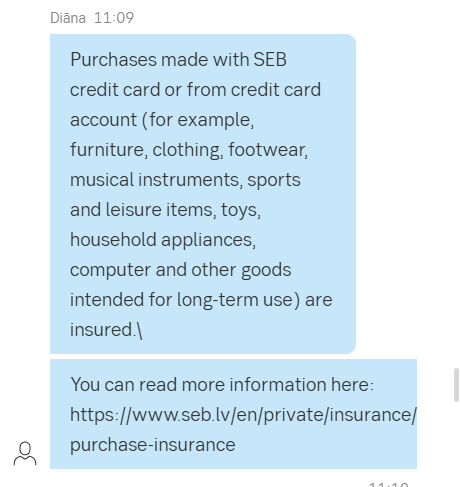 Diāna 11:09
Purchases made with SEB
credit card or from credit card
account (for example,
furniture, clothing, footwear,
musical instruments, sports
and leisure items, toys,
household appliances,
computer and other goods
intended for long-term use) are
insured.\
You can read more information here:
https://www.seb.lv/en/private/insurance/
purchase-insurance